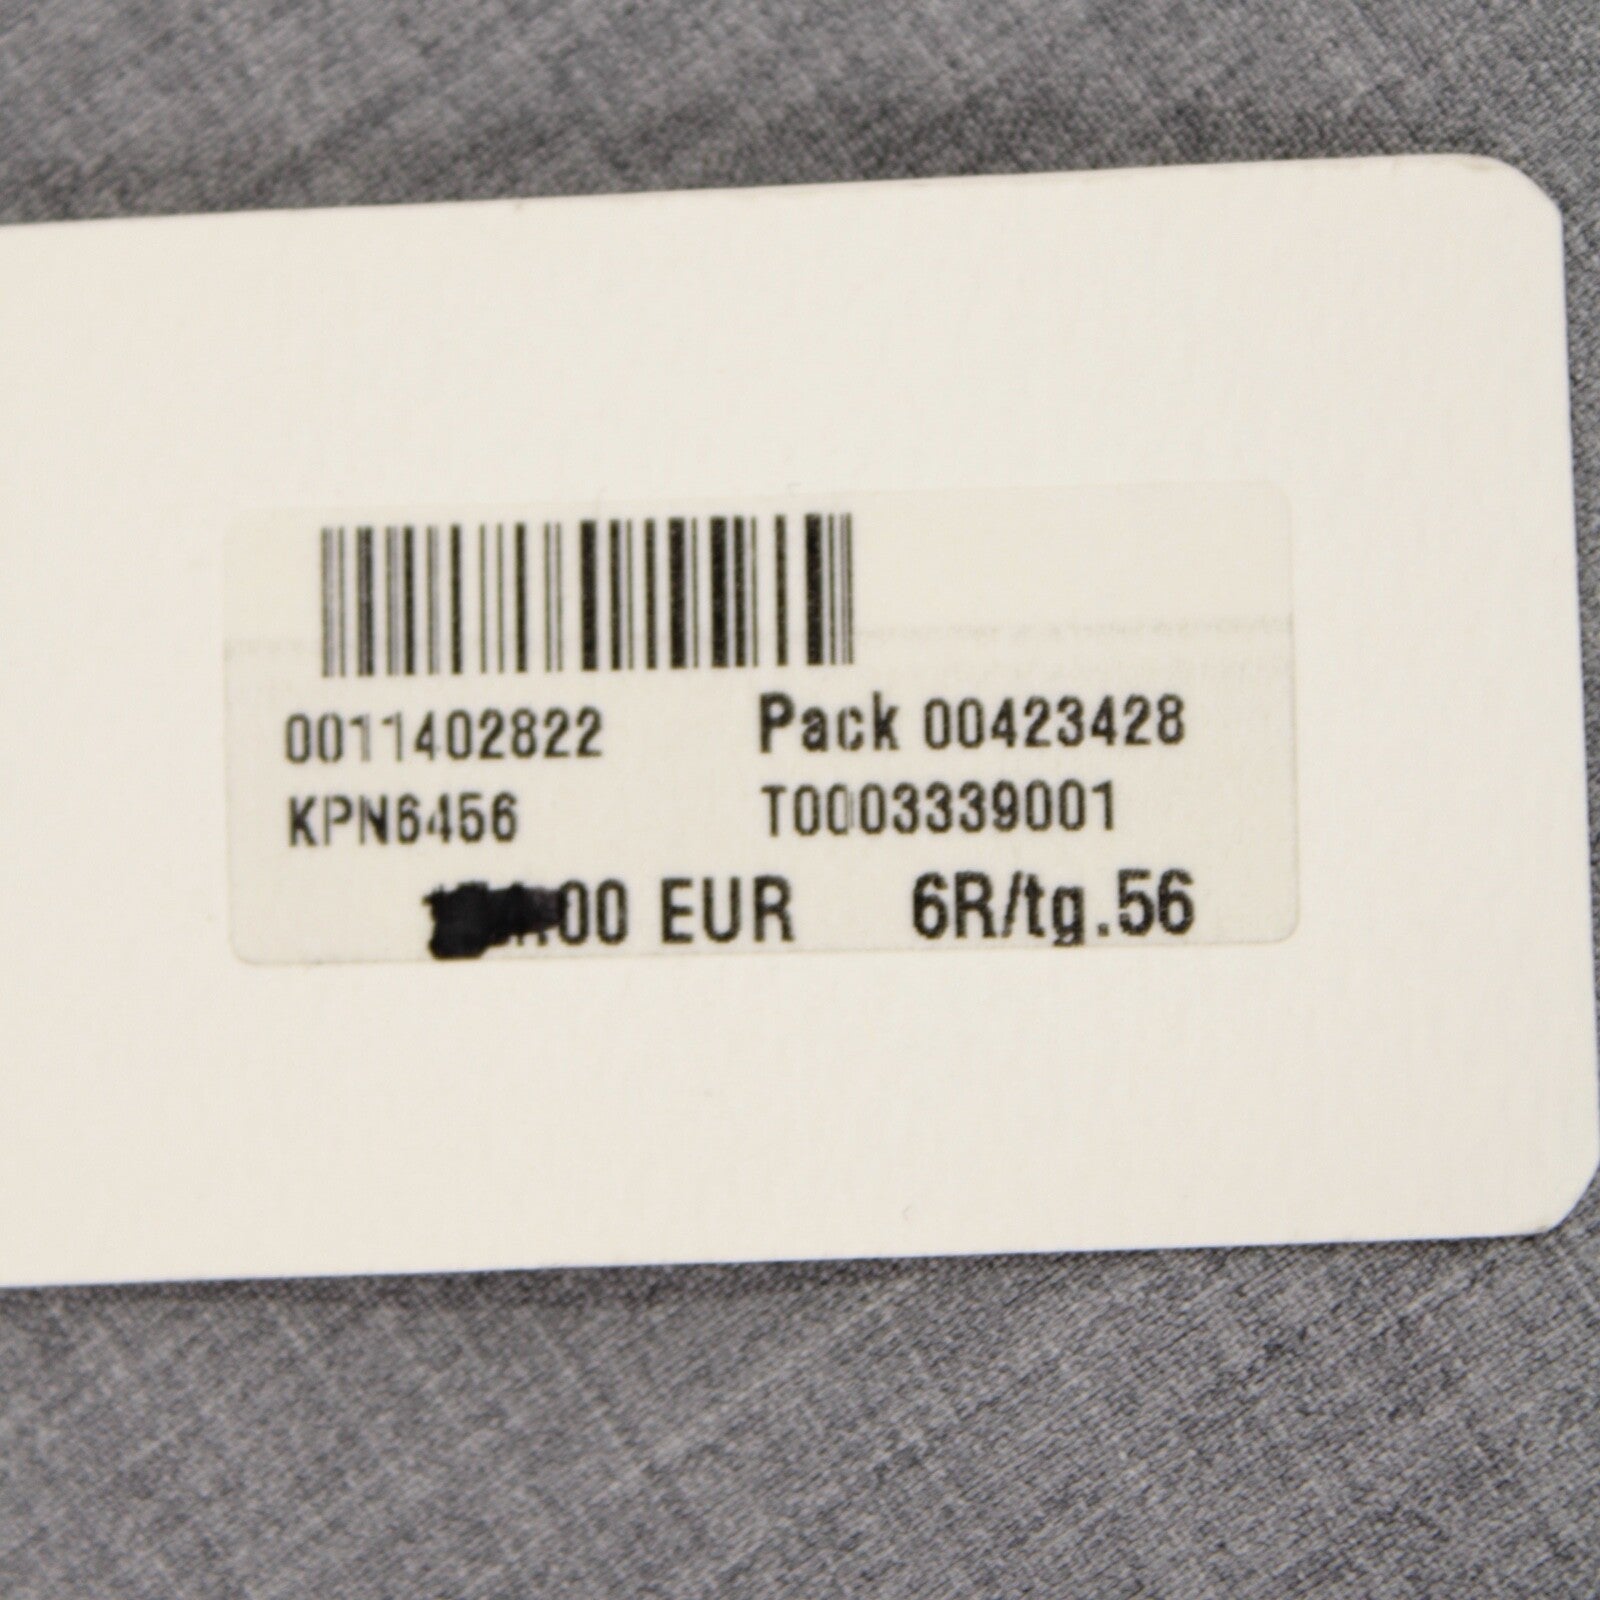 0011402822 Pack 00423428
KPN6456 T0003339001
00 EUR 6R/tg.56